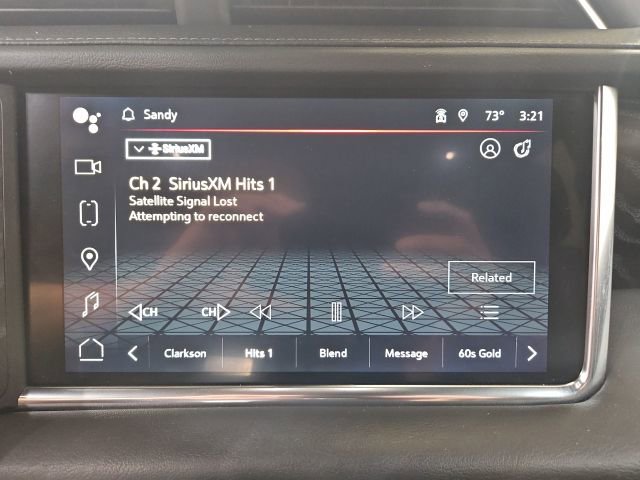 Sandy 73° 3:21
SiriusXM
Ch 2 SiriusXM Hits 1
Satellite Signal Lost
Attempting to reconnect
Related
CH CH
Clarkson Hits 1 Blend Message 60s Gold